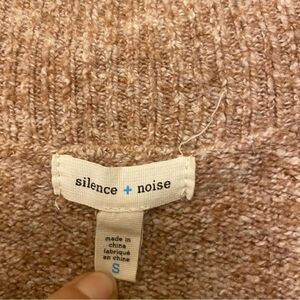 silence + noise
made in
china
fabriqué
en chine
S